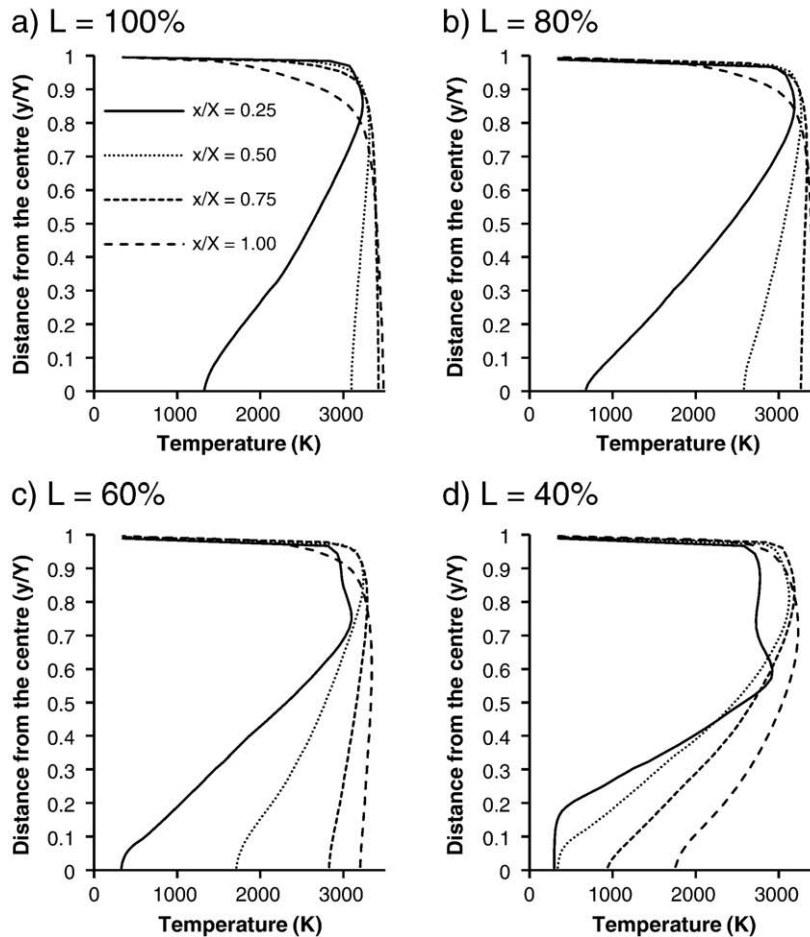 a) L = 100%
Distance from the centre (y/Y)
1
0.9
0.8
0.7
0.6
0.5
0.4
0.3
0.2
0.1
0
x/X = 0.25
x/X = 0.50
x/X = 0.75
x/X = 1.00
0 1000 2000 3000
Temperature (K)
b) L = 80%
Distance from the centre (y/Y)
1
0.9
0.8
0.7
0.6
0.5
0.4
0.3
0.2
0.1
0
0 1000 2000 3000
Temperature (K)
c) L = 60%
Distance from the centre (y/Y)
1
0.9
0.8
0.7
0.6
0.5
0.4
0.3
0.2
0.1
0
0 1000 2000 3000
Temperature (K)
d) L = 40%
Distance from the centre (y/Y)
1
0.9
0.8
0.7
0.6
0.5
0.4
0.3
0.2
0.1
0
0 1000 2000 3000
Temperature (K)